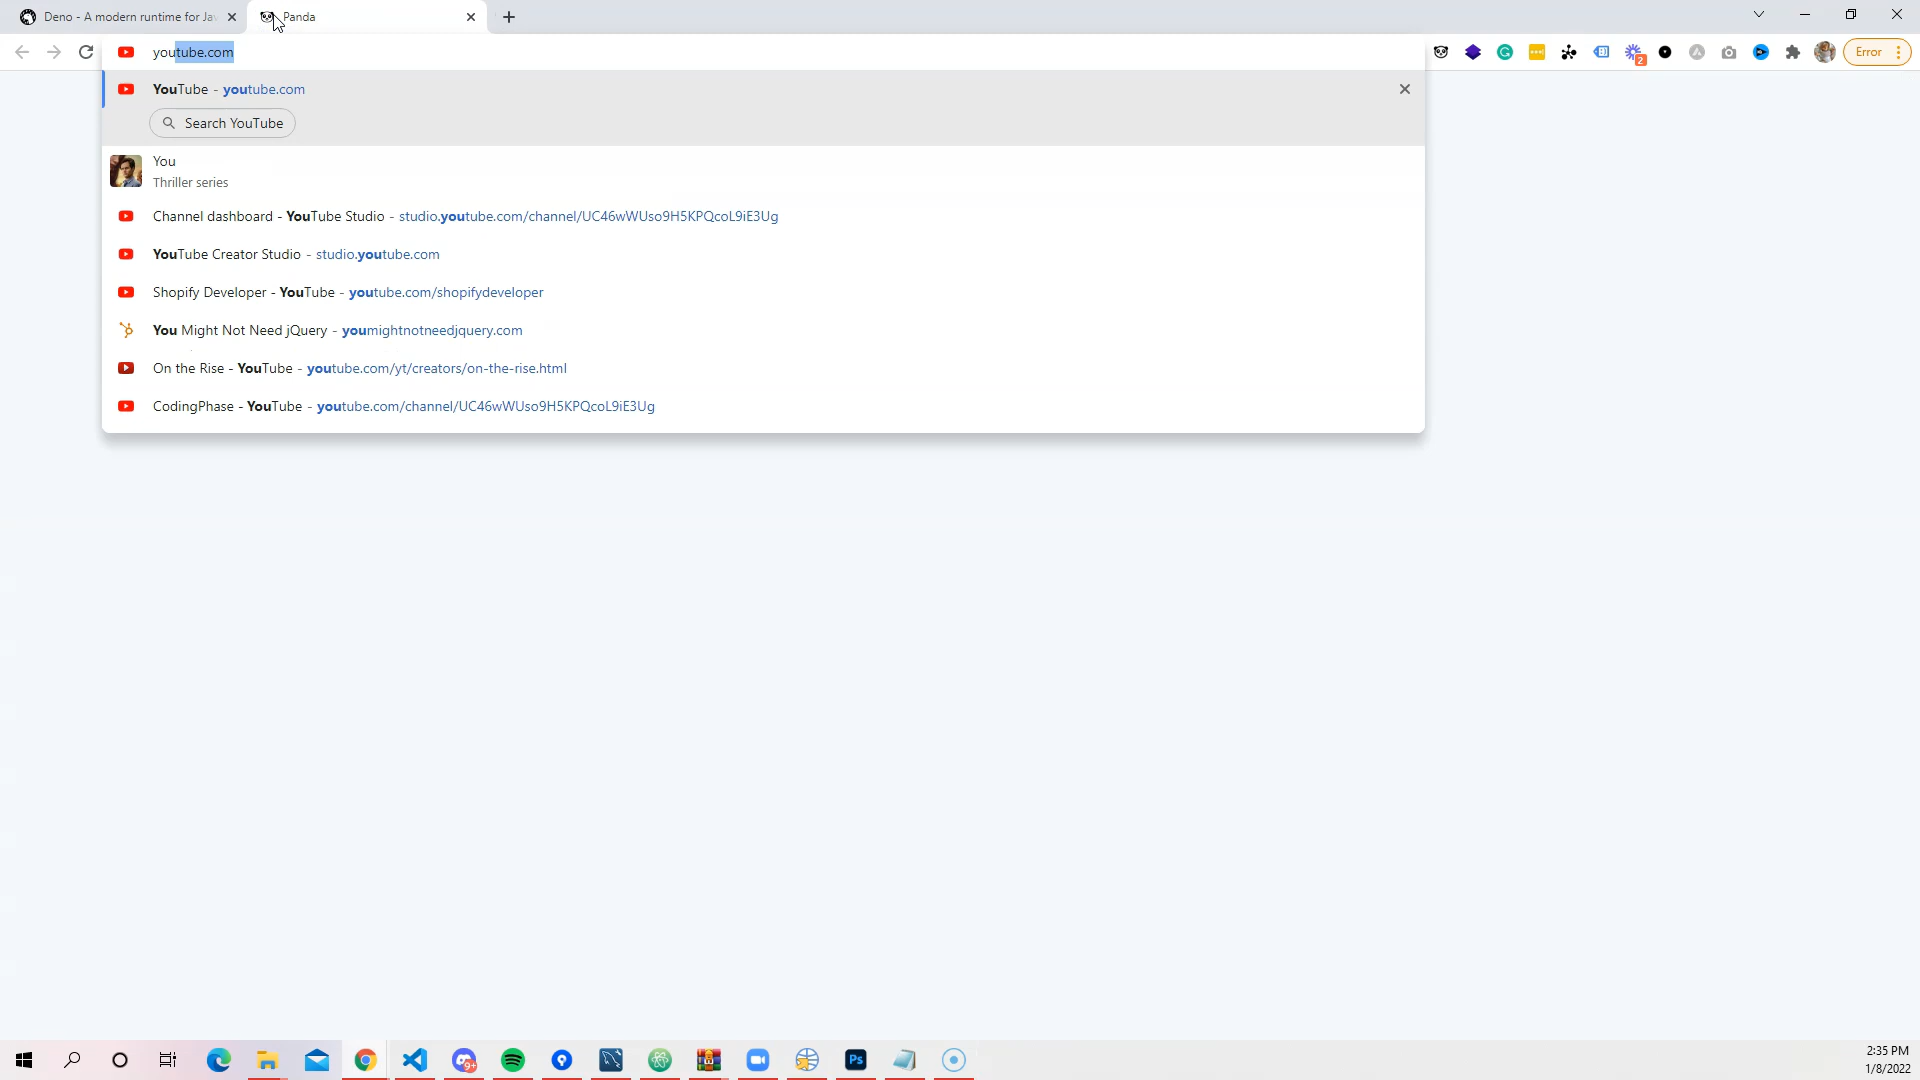 Deno - A modern runtime for Ja
Panda
youtube.com
Error
YouTube - youtube.com
Search YouTube
You
Thriller series
Channel dashboard - YouTube Studio - studio.youtube.com/channel/UC46wWUso9H5KPQcoL9iE3Ug
YouTube Creator Studio - studio.youtube.com
Shopify Developer - YouTube - youtube.com/shopifydeveloper
You Might Not Need jQuery - youmightnotneedjquery.com
On the Rise - YouTube - youtube.com/yt/creators/on-the-rise.html
CodingPhase - YouTube - youtube.com/channel/UC46wWUso9H5KPQcoL9iE3Ug
2
9+
Ps
2:35 PM
1/8/2022